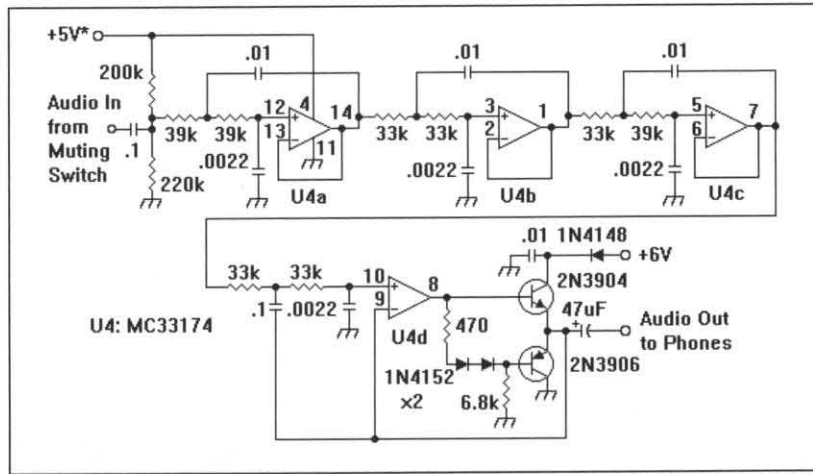 +5V*
200k
Audio In
from
Muting
Switch
.1
220k
39k
39k
.0022
.01
12
13
4
14
11
U4a
33k
33k
.0022
.01
3
2
1
U4b
33k
39k
.0022
.01
5
6
7
U4c
33k
33k
.1
.0022
10
9
8
U4d
U4: MC33174
470
1N4152
x2
6.8k
.01
1N4148
+6V
2N3904
47uF
+
Audio Out
to Phones
2N3906